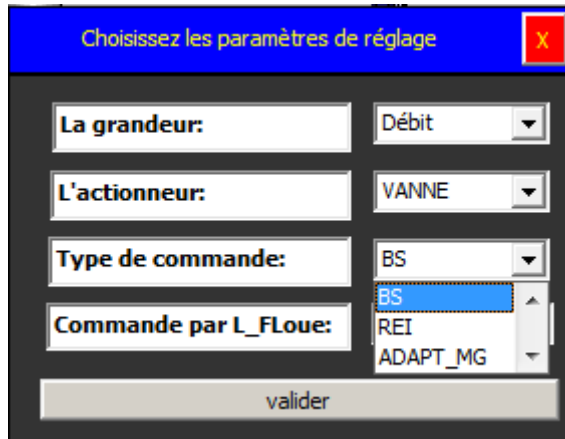 Choisissez les paramètres de réglage X
La grandeur: Débit
L'actionneur: VANNE
Type de commande: BS
BS
Commande par L_FLoue: REI
ADAPT_MG
valider